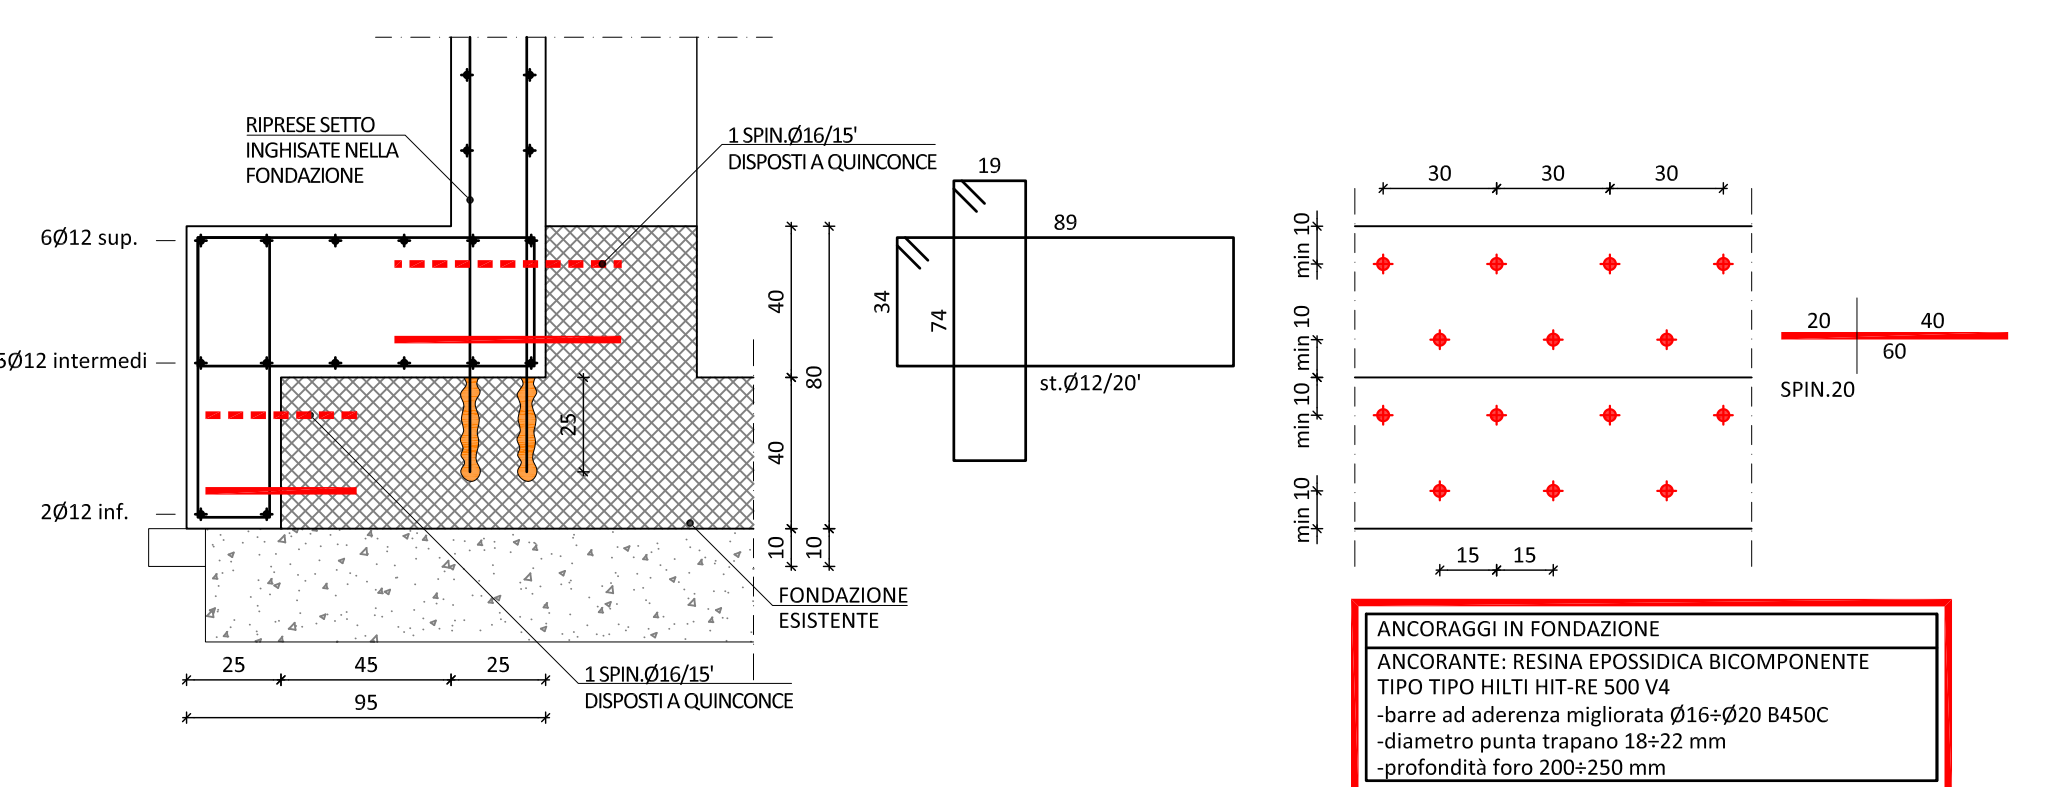 RIPRESE SETTO
INGHISATE NELLA
FONDAZIONE
1 SPIN.Ø16/15'
DISPOSTI A QUINCONCE
6Ø12 sup.
6Ø12 intermedi
2Ø12 inf.
40
40
10
80
10
25
25
45
25
95
1 SPIN.Ø16/15'
DISPOSTI A QUINCONCE
FONDAZIONE
ESISTENTE
19
89
34
74
st.Ø12/20'
30
30
30
min 10
min 10
min 10
min 10
15
15
20
40
60
SPIN.20
ANCORAGGI IN FONDAZIONE
ANCORANTE: RESINA EPOSSIDICA BICOMPONENTE
TIPO TIPO HILTI HIT-RE 500 V4
-barre ad aderenza migliorata Ø16÷Ø20 B450C
-diametro punta trapano 18÷22 mm
-profondità foro 200÷250 mm